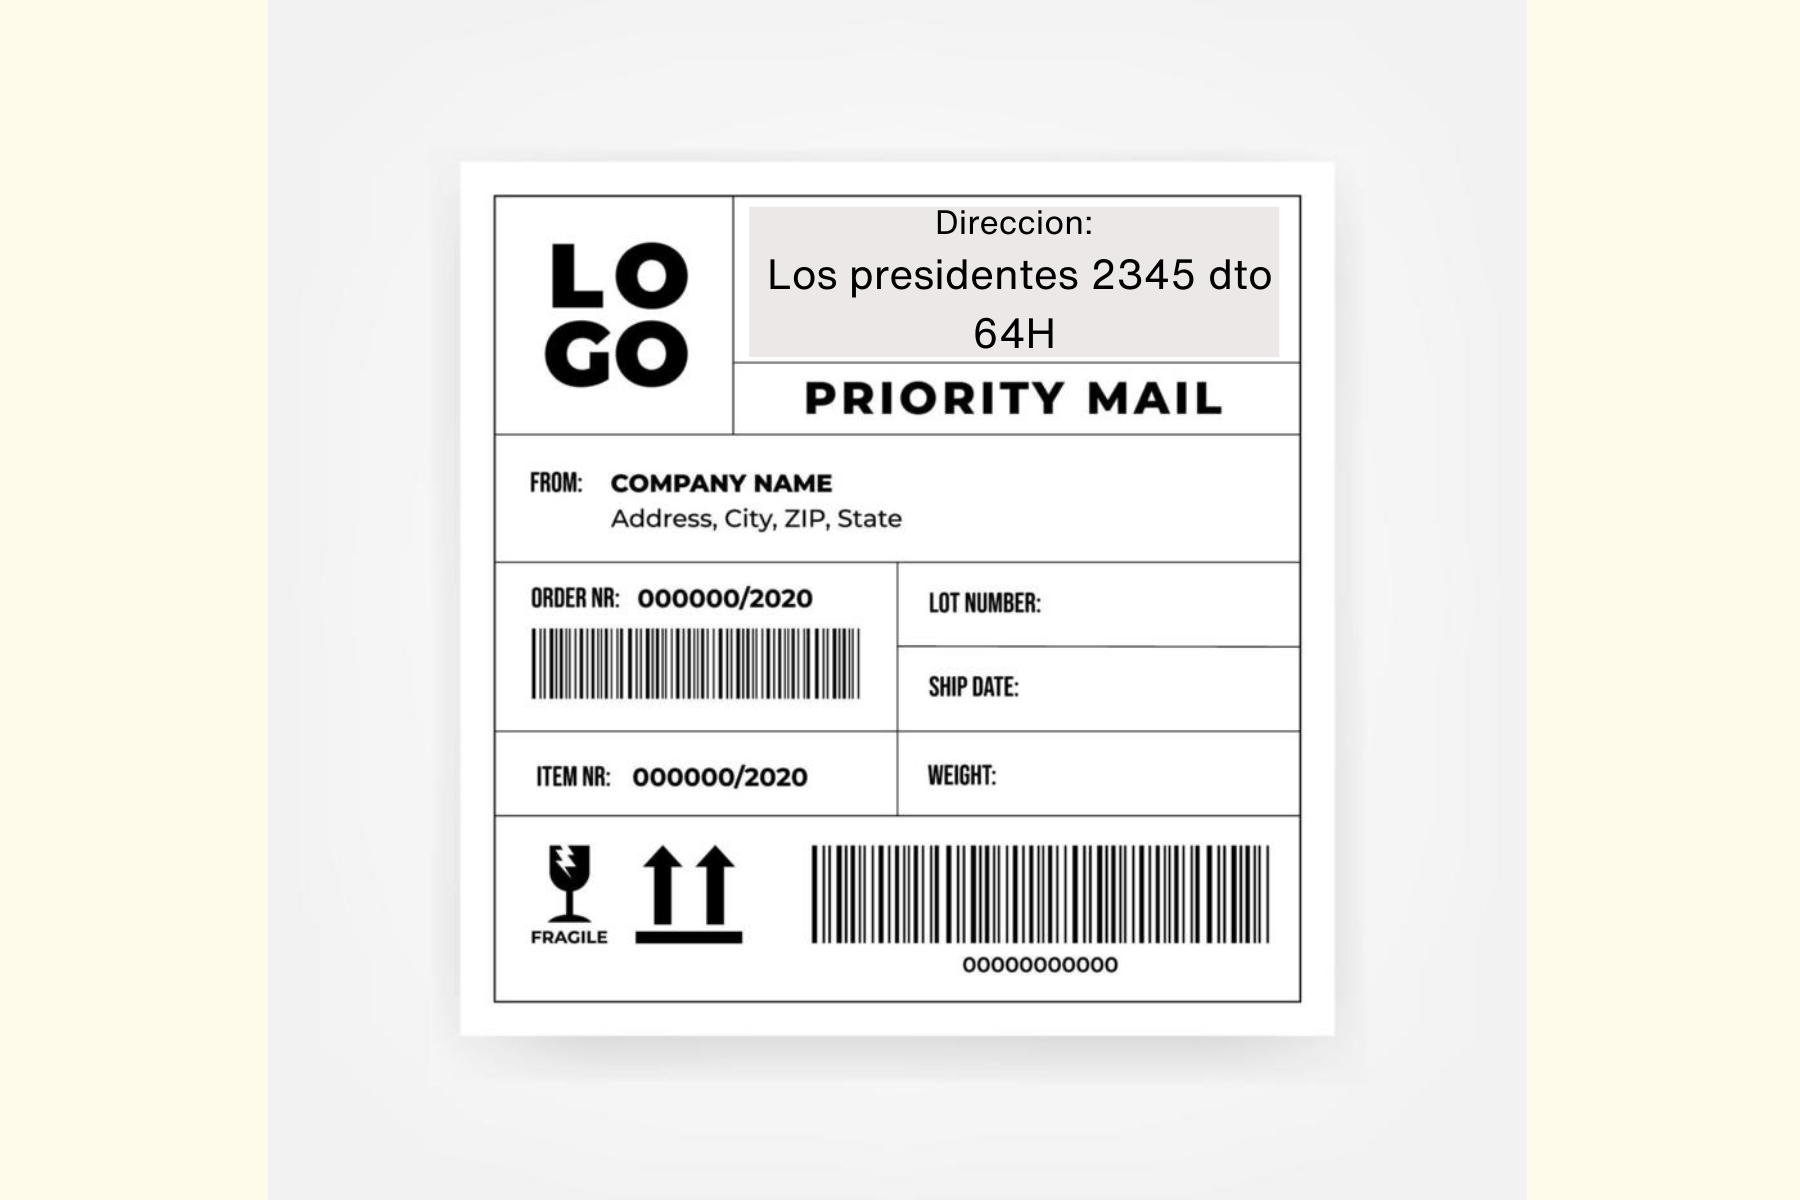 LO
GO
Direccion:
Los presidentes 2345 dto
64H
PRIORITY MAIL
FROM: COMPANY NAME
Address, City, ZIP, State
ORDER NR: 000000/2020
LOT NUMBER:
SHIP DATE:
ITEM NR: 000000/2020
WEIGHT:
FRAGILE
00000000000